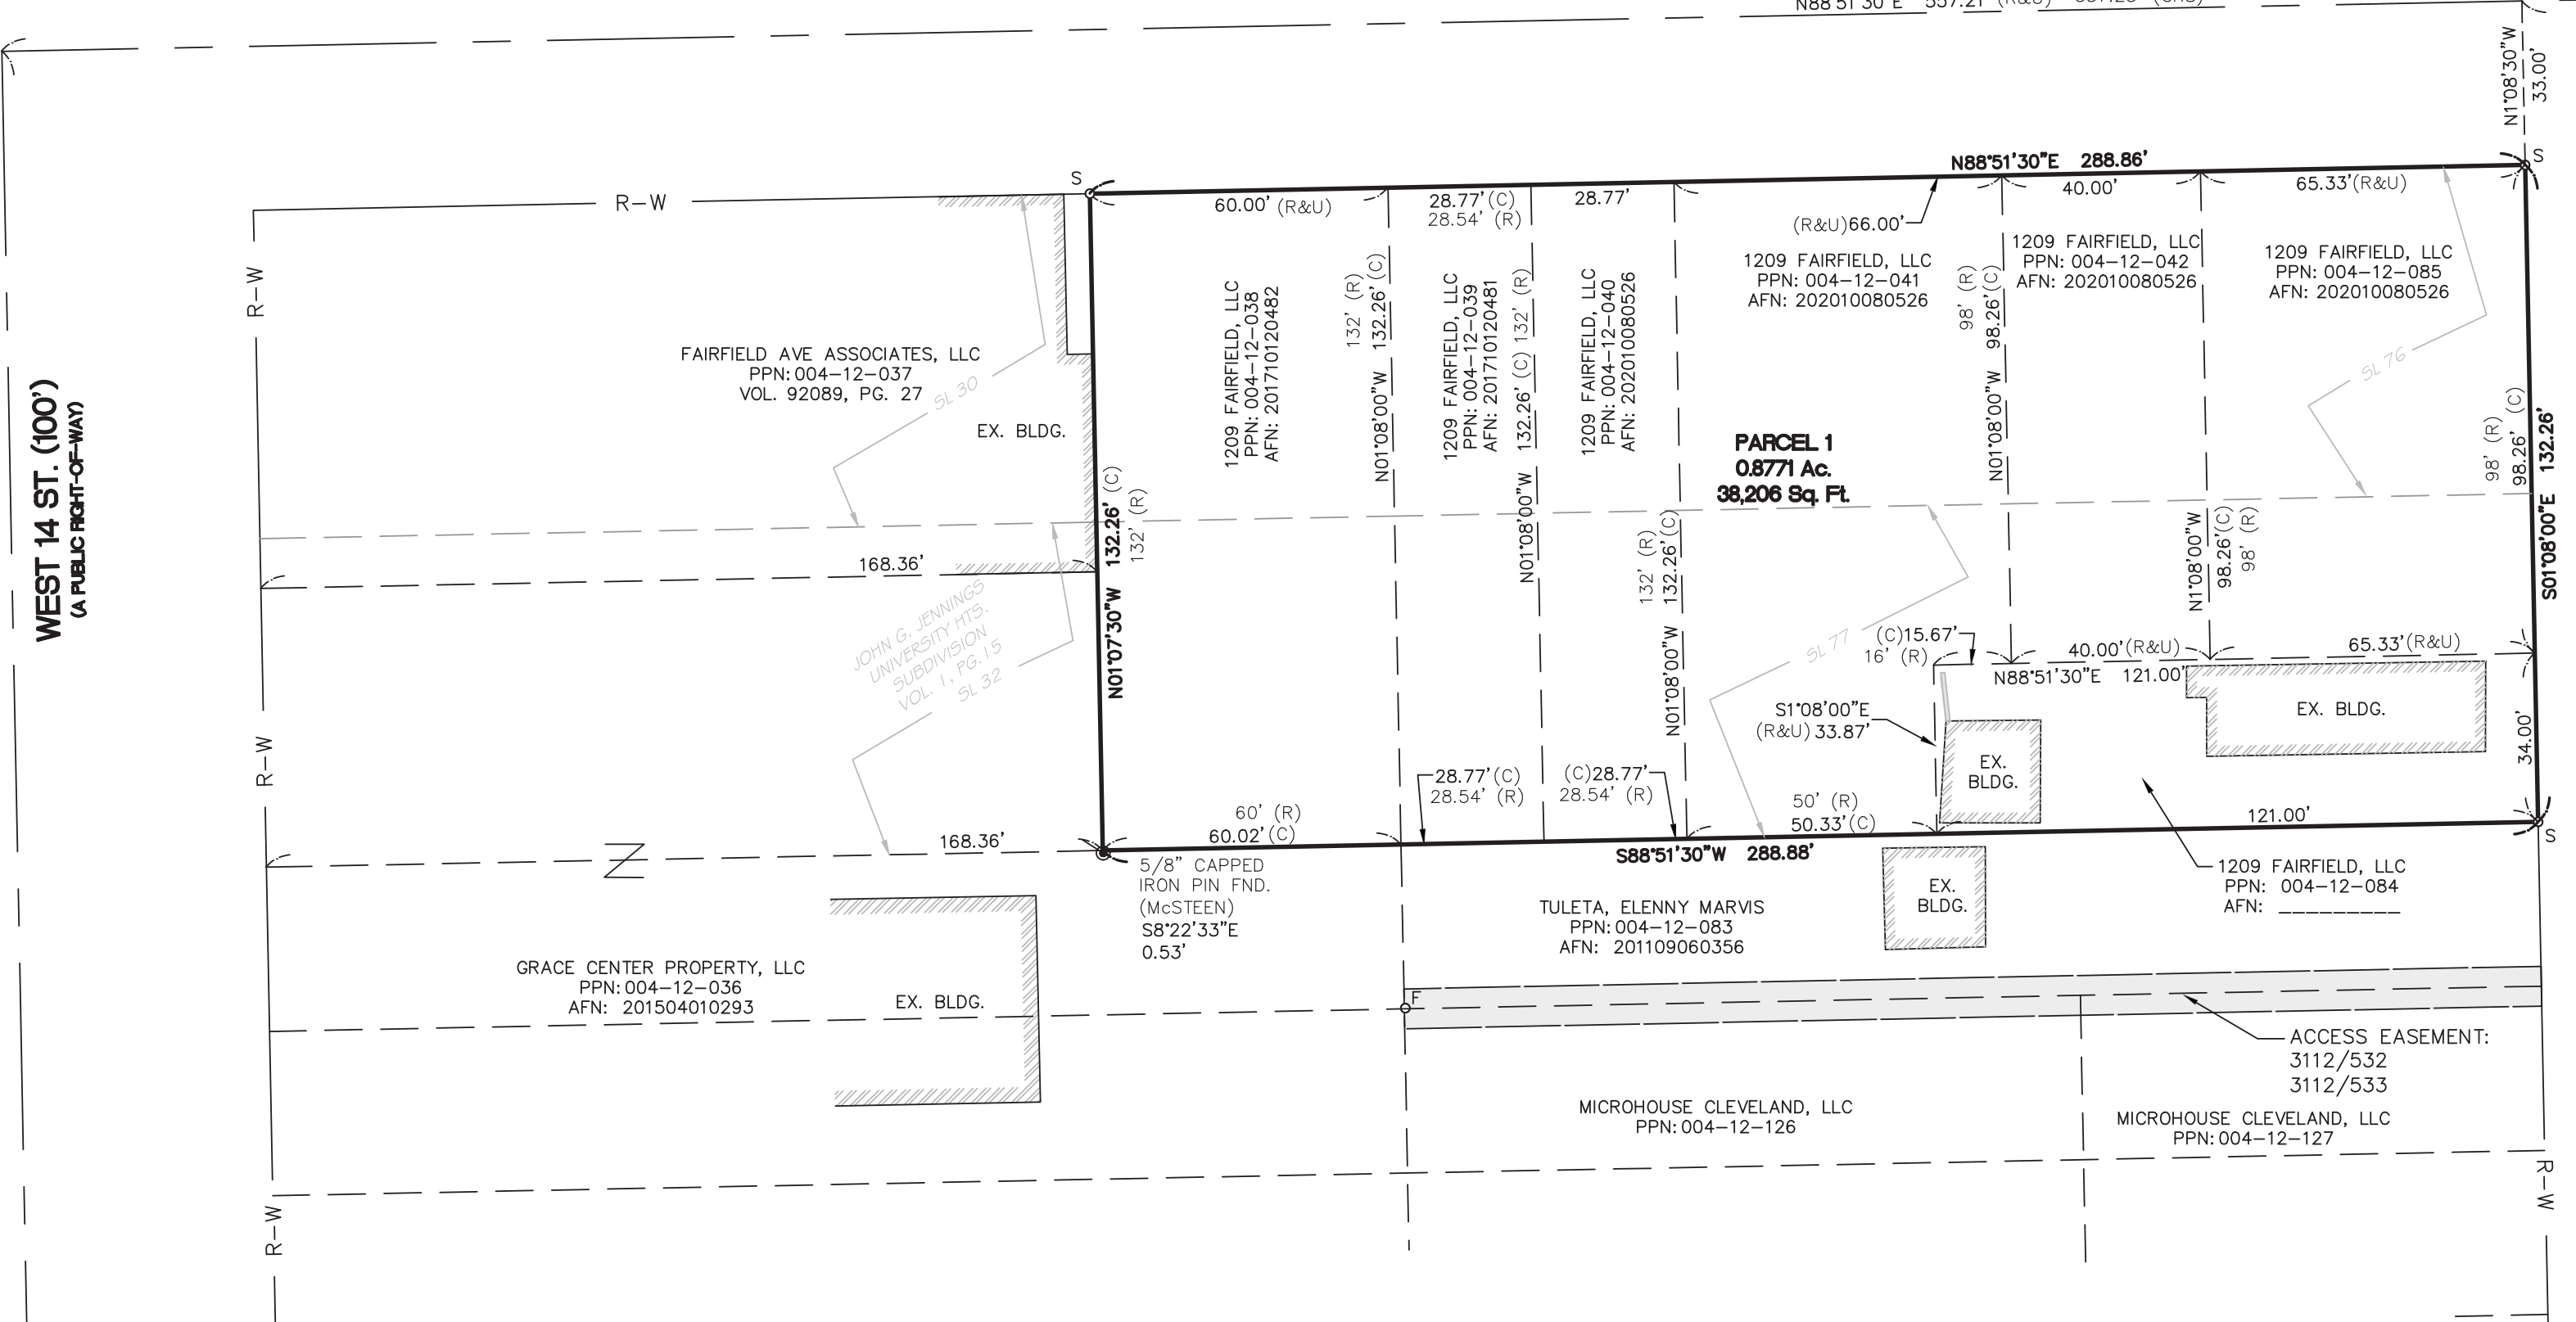 N88°51'30"E 557.21' (R&U)
N1°08'30"W
33.00'
S
N88°51'30"E 288.86'
S
R-W
60.00' (R&U)
28.77' (C)
28.54' (R)
28.77'
(R&U)66.00'
40.00'
65.33'(R&U)
R-W
FAIRFIELD AVE ASSOCIATES, LLC
PPN: 004-12-037
VOL. 92089, PG. 27
SL 30
EX. BLDG.
1209 FAIRFIELD, LLC
PPN: 004-12-038
AFN: 201710120482
132' (R)
N01°08'00"W 132.26' (C)
1209 FAIRFIELD, LLC
PPN: 004-12-039
AFN: 201710120481
N01°08'00"W 132.26' (C) 132' (R)
1209 FAIRFIELD, LLC
PPN: 004-12-040
AFN: 202010080526
1209 FAIRFIELD, LLC
PPN: 004-12-041
AFN: 202010080526
98' (R)
N01°08'00"W 98.26'(C)
1209 FAIRFIELD, LLC
PPN: 004-12-042
AFN: 202010080526
1209 FAIRFIELD, LLC
PPN: 004-12-085
AFN: 202010080526
SL 76
WEST 14 ST. (100')
(A PUBLIC RIGHT-OF-WAY)
PARCEL 1
0.8771 Ac.
38,206 Sq. Ft.
98' (R)
98.26' (C)
S01°08'00"E 132.26'
168.36'
N01°07'30"W 132.26' (C)
132' (R)
132' (R)
N01°08'00"W 132.26'(C)
N1°08'00"W
98.26'(C)
98' (R)
JOHN G. JENNINGS
UNIVERSITY HTS.
SUBDIVISION
VOL. 1, PG.15
SL 32
SL 77
(C)15.67'
16' (R)
40.00'(R&U)
65.33'(R&U)
N88°51'30"E 121.00'
S1°08'00"E
(R&U) 33.87'
EX. BLDG.
34.00'
R-W
EX.
BLDG.
28.77'(C)
28.54' (R)
(C)28.77'
28.54' (R)
60' (R)
60.02'(C)
50' (R)
50.33'(C)
121.00'
168.36'
Z
S88°51'30"W 288.88'
S
5/8" CAPPED
IRON PIN FND.
(McSTEEN)
S8°22'33"E
0.53'
1209 FAIRFIELD, LLC
PPN: 004-12-084
AFN: _________
EX.
BLDG.
TULETA, ELENNY MARVIS
PPN: 004-12-083
AFN: 201109060356
GRACE CENTER PROPERTY, LLC
PPN: 004-12-036
AFN: 201504010293
EX. BLDG.
F
ACCESS EASEMENT:
3112/532
3112/533
MICROHOUSE CLEVELAND, LLC
PPN: 004-12-126
MICROHOUSE CLEVELAND, LLC
PPN: 004-12-127
R-W
R-W